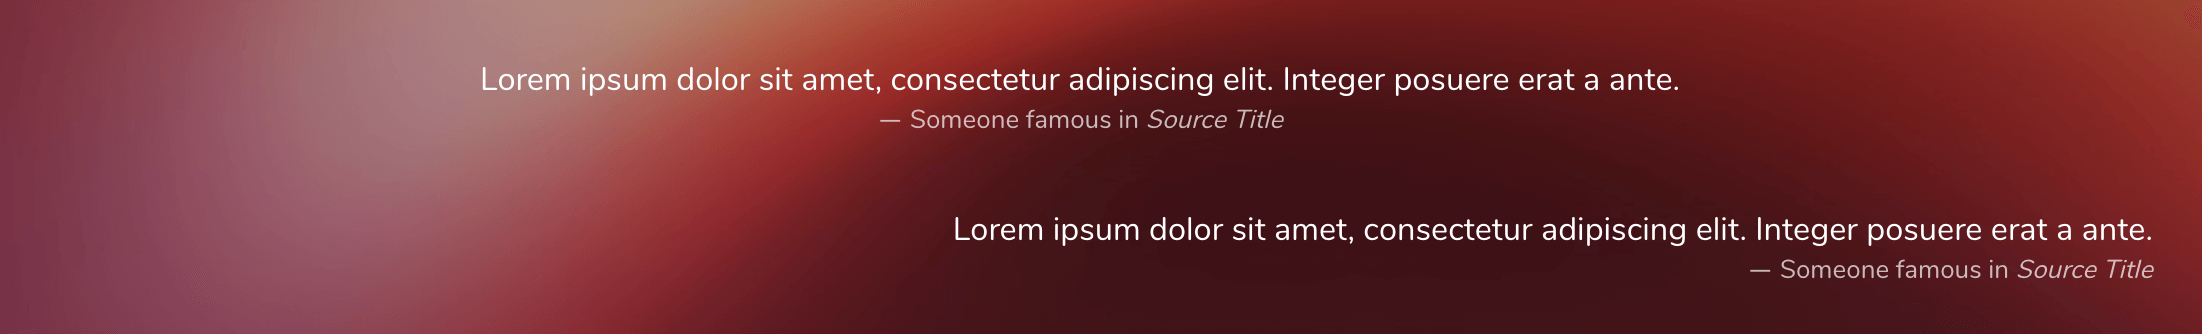 Lorem ipsum dolor sit amet, consectetur adipiscing elit. Integer posuere erat a ante.
— Someone famous in Source Title
Lorem ipsum dolor sit amet, consectetur adipiscing elit. Integer posuere erat a ante.
— Someone famous in Source Title